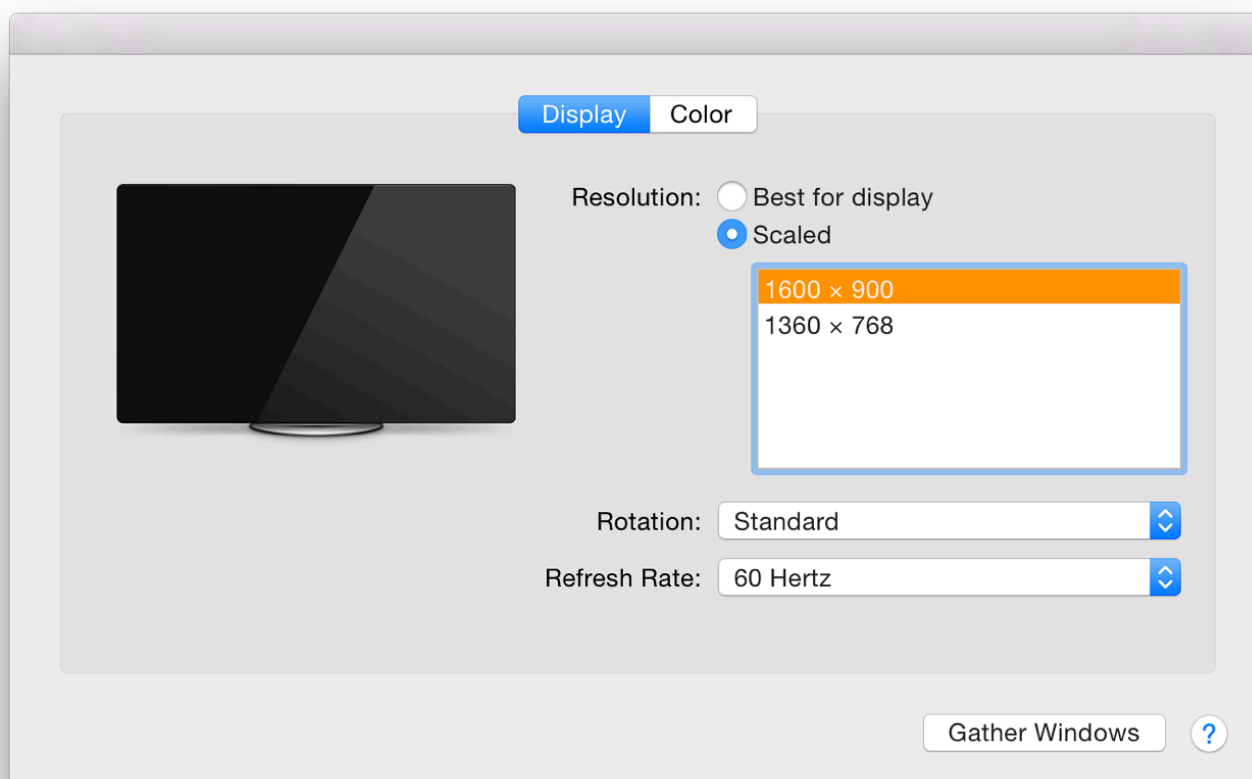 Display Color
Resolution: Best for display
Scaled
1600 × 900
1360 × 768
Rotation: Standard
Refresh Rate: 60 Hertz
Gather Windows ?